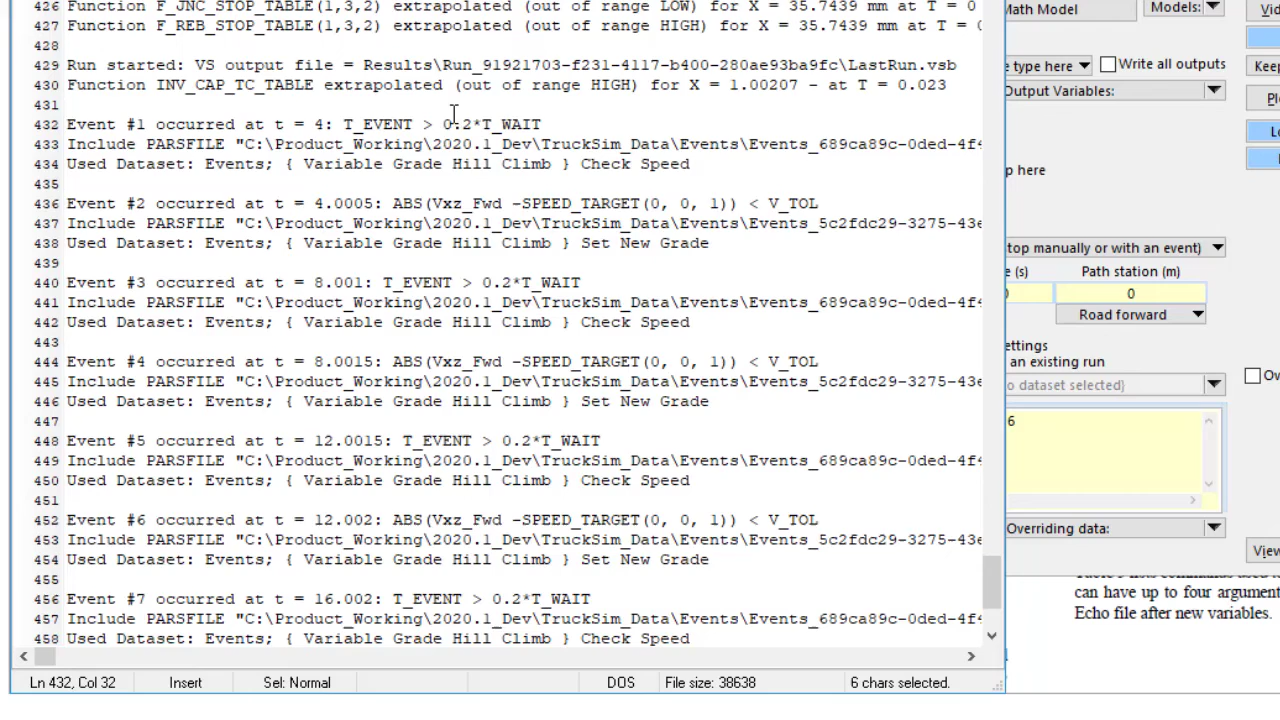 426 Function F_JNC_STOP_TABLE(1,3,2) extrapolated (out of range LOW) for X = 35.7439 mm at T = 0
427 Function F_REB_STOP_TABLE(1,3,2) extrapolated (out of range HIGH) for X = 35.7439 mm at T = 0
428
429 Run started: VS output file = Results\Run_91921703-f231-4117-b400-280ae93ba9fc\LastRun.vsb
430 Function INV_CAP_TC_TABLE extrapolated (out of range HIGH) for X = 1.00207 - at T = 0.023
431
432 Event #1 occurred at t = 4: T_EVENT > 0.2*T_WAIT
433 Include PARSFILE "C:\Product_Working\2020.1_Dev\TruckSim_Data\Events\Events_689ca89c-0ded-4f4
434 Used Dataset: Events; { Variable Grade Hill Climb } Check Speed
435
436 Event #2 occurred at t = 4.0005: ABS(Vxz_Fwd -SPEED_TARGET(0, 0, 1)) < V_TOL
437 Include PARSFILE "C:\Product_Working\2020.1_Dev\TruckSim_Data\Events\Events_5c2fdc29-3275-43e
438 Used Dataset: Events; { Variable Grade Hill Climb } Set New Grade
439
440 Event #3 occurred at t = 8.001: T_EVENT > 0.2*T_WAIT
441 Include PARSFILE "C:\Product_Working\2020.1_Dev\TruckSim_Data\Events\Events_689ca89c-0ded-4f4
442 Used Dataset: Events; { Variable Grade Hill Climb } Check Speed
443
444 Event #4 occurred at t = 8.0015: ABS(Vxz_Fwd -SPEED_TARGET(0, 0, 1)) < V_TOL
445 Include PARSFILE "C:\Product_Working\2020.1_Dev\TruckSim_Data\Events\Events_5c2fdc29-3275-43e
446 Used Dataset: Events; { Variable Grade Hill Climb } Set New Grade
447
448 Event #5 occurred at t = 12.0015: T_EVENT > 0.2*T_WAIT
449 Include PARSFILE "C:\Product_Working\2020.1_Dev\TruckSim_Data\Events\Events_689ca89c-0ded-4f4
450 Used Dataset: Events; { Variable Grade Hill Climb } Check Speed
451
452 Event #6 occurred at t = 12.002: ABS(Vxz_Fwd -SPEED_TARGET(0, 0, 1)) < V_TOL
453 Include PARSFILE "C:\Product_Working\2020.1_Dev\TruckSim_Data\Events\Events_5c2fdc29-3275-43e
454 Used Dataset: Events; { Variable Grade Hill Climb } Set New Grade
455
456 Event #7 occurred at t = 16.002: T_EVENT > 0.2*T_WAIT
457 Include PARSFILE "C:\Product_Working\2020.1_Dev\TruckSim_Data\Events\Events_689ca89c-0ded-4f4
458 Used Dataset: Events; { Variable Grade Hill Climb } Check Speed
Ln 432, Col 32 Insert Sel: Normal DOS File size: 38638 6 chars selected.
Math Model Models: Vid
e type here Write all outputs Keep
Output Variables: Plo
Lo
p here
top manually or with an event)
e (s) Path station (m)
0 0
Road forward
ettings
an existing run
o dataset selected) Ov
6
Overriding data:
View
can have up to four argument
Echo file after new variables.